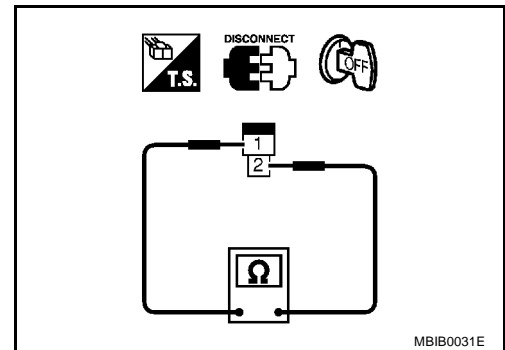 DISCONNECT
T.S.
OFF
1
2
Ω
MBIB0031E